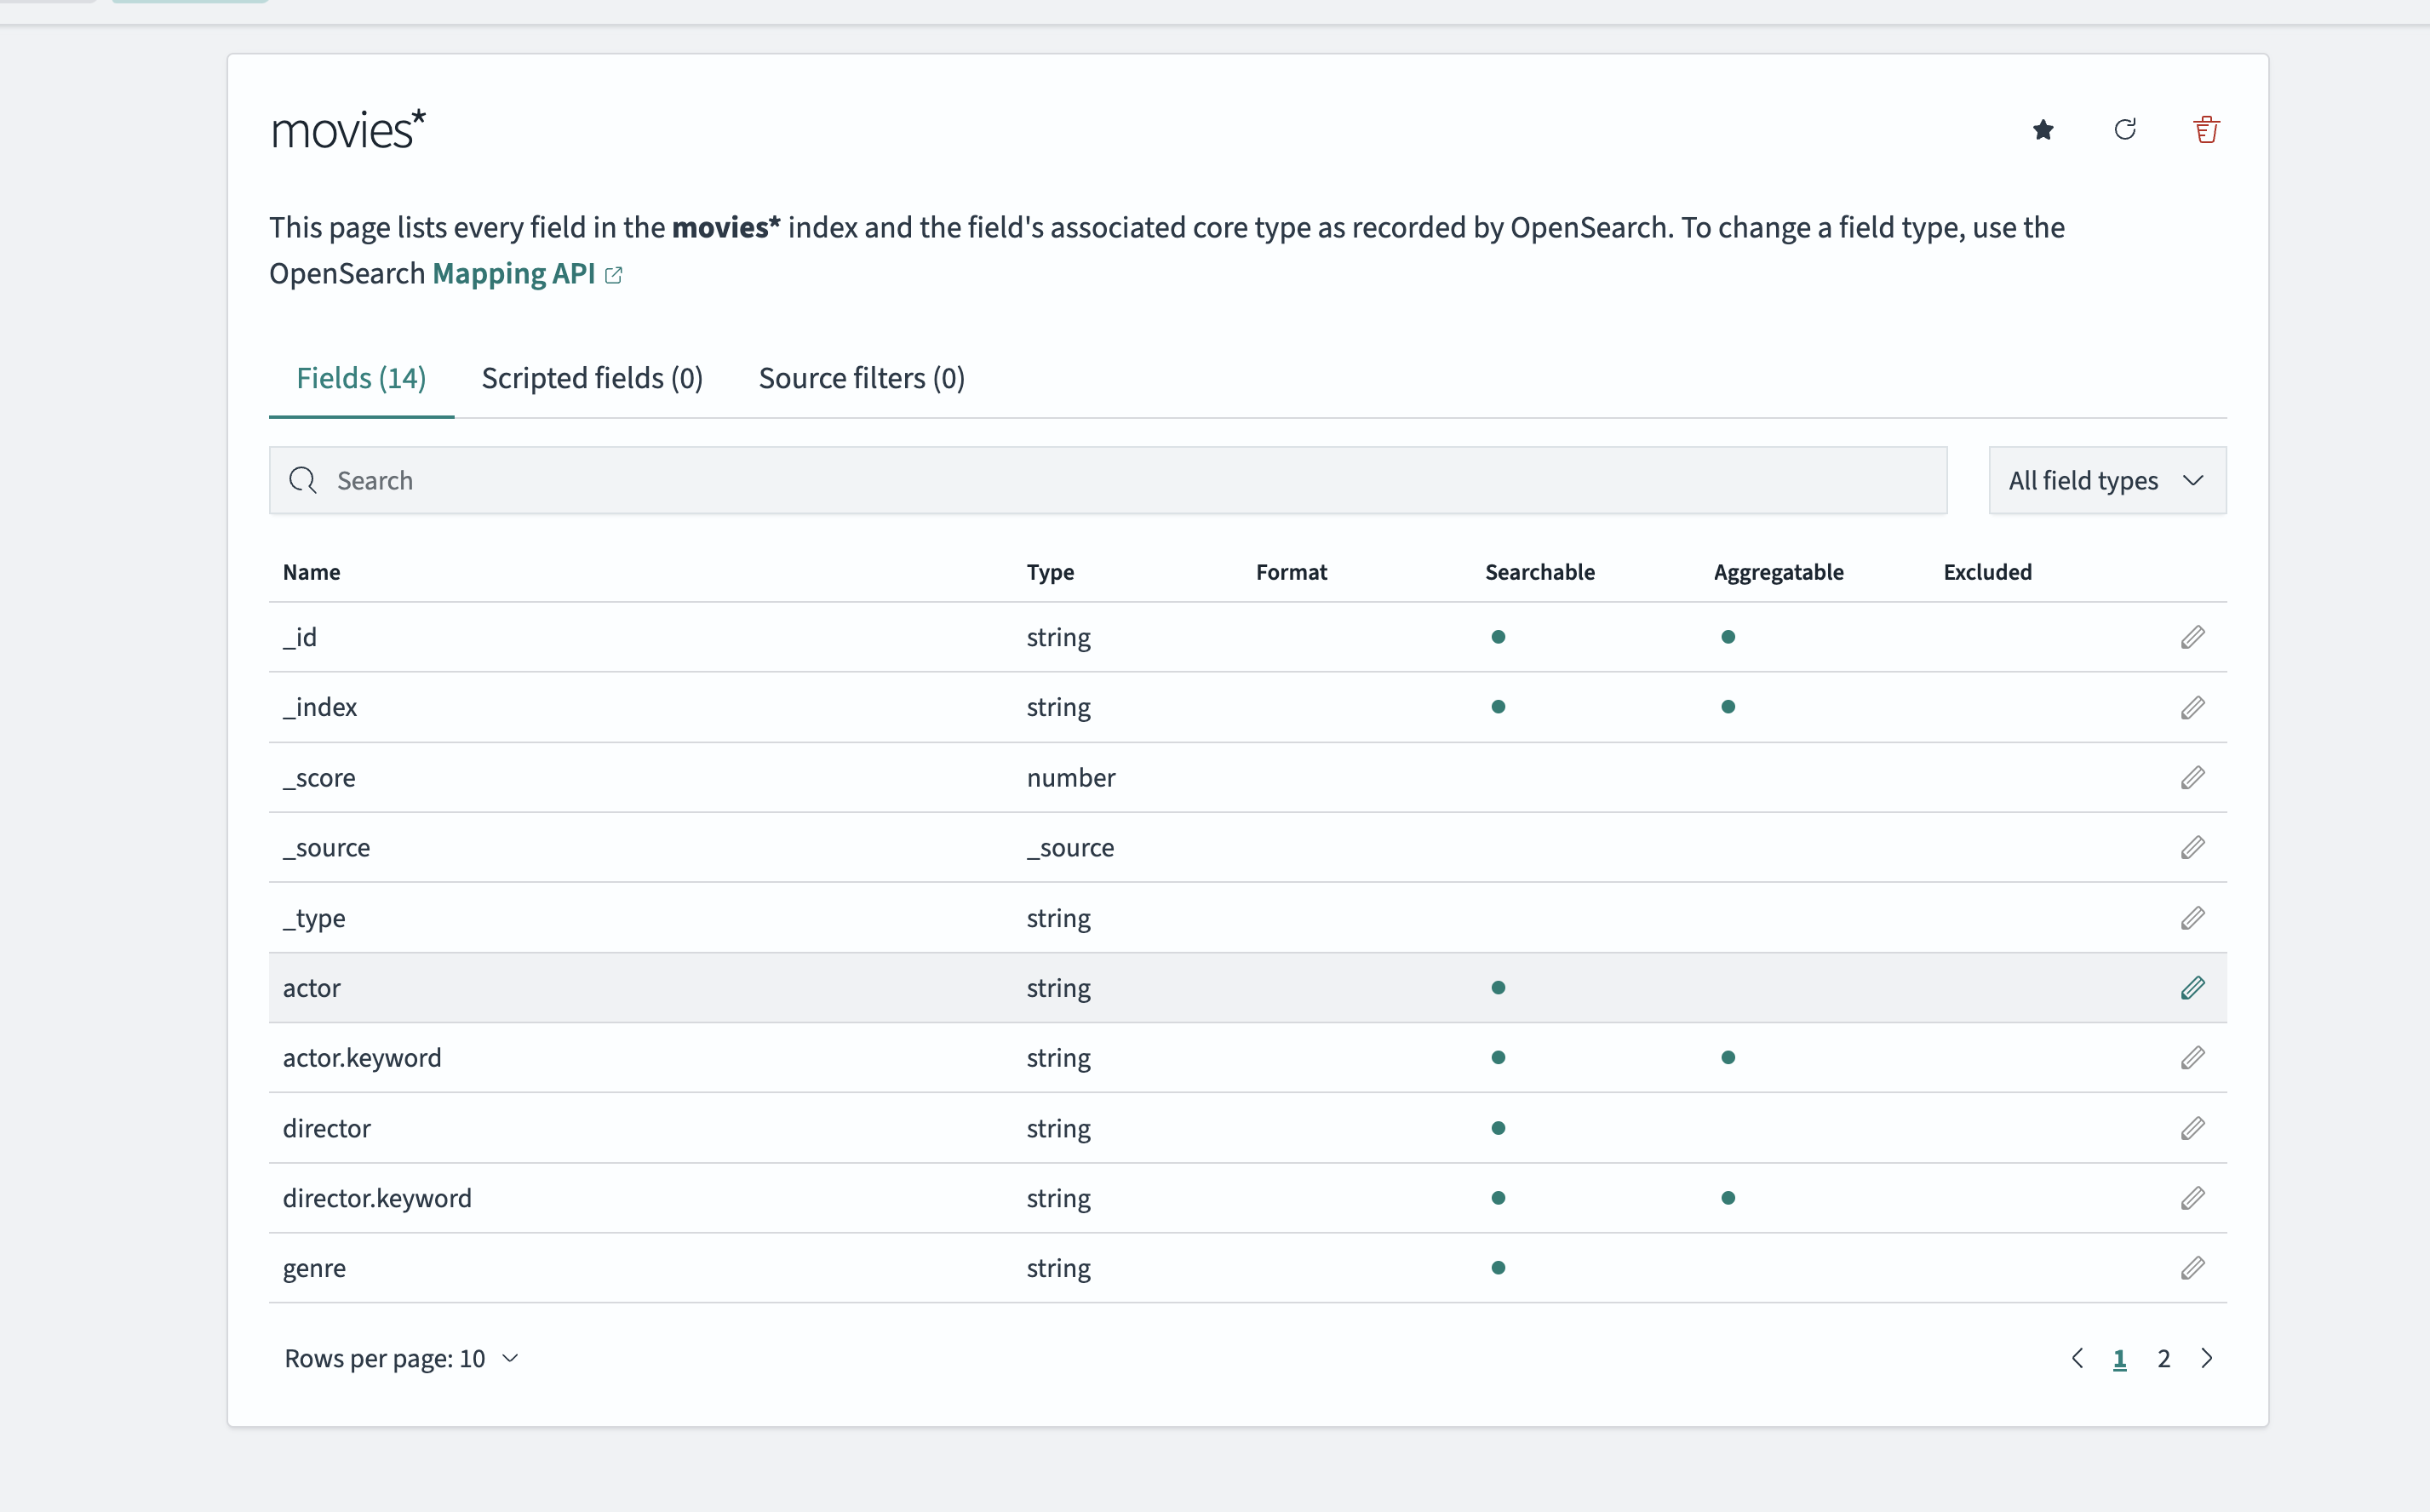 movies*
This page lists every field in the movies* index and the field's associated core type as recorded by OpenSearch. To change a field type, use the
OpenSearch Mapping API
Fields (14) Scripted fields (0) Source filters (0)
Search All field types
Name Type Format Searchable Aggregatable Excluded
_id string
_index string
_score number
_source _source
_type string
actor string
actor.keyword string
director string
director.keyword string
genre string
Rows per page: 10 1 2